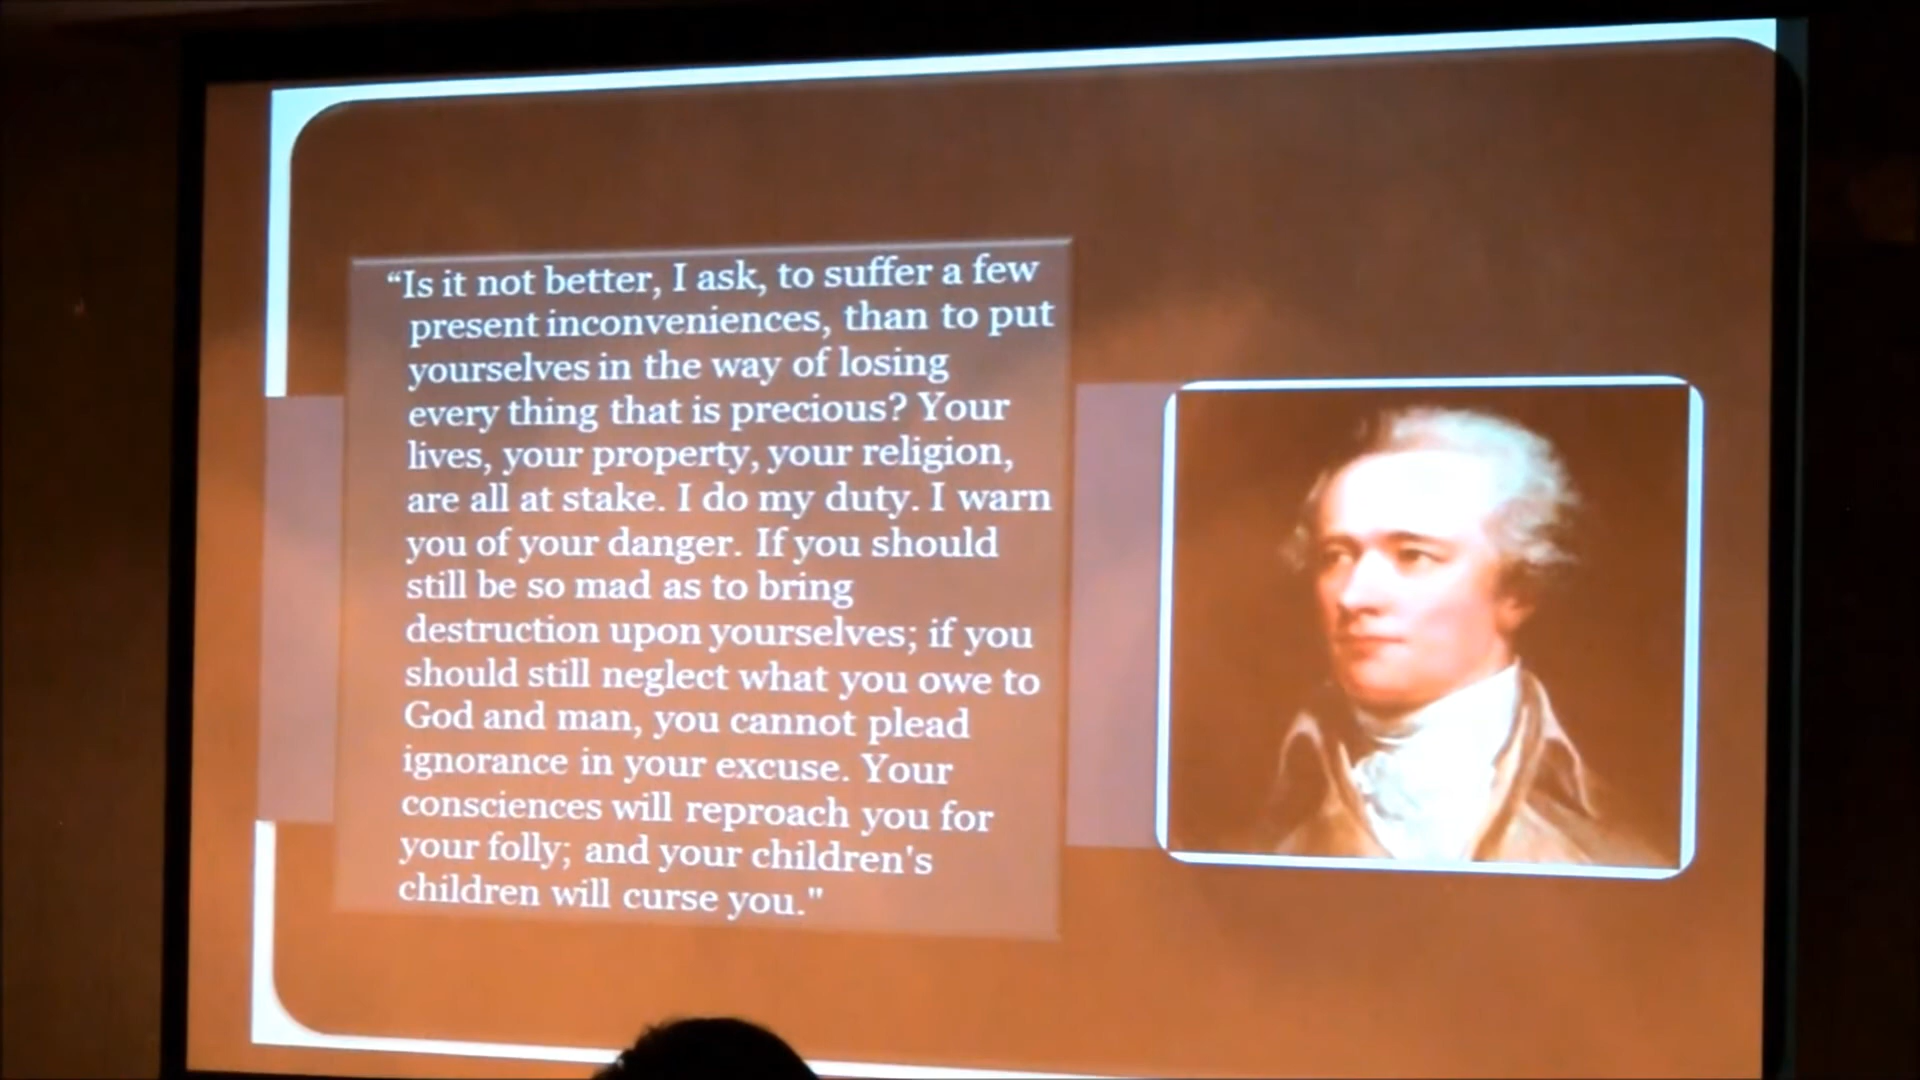 “Is it not better, I ask, to suffer a few
present inconveniences, than to put
yourselves in the way of losing
every thing that is precious? Your
lives, your property, your religion,
are all at stake. I do my duty. I warn
you of your danger. If you should
still be so mad as to bring
destruction upon yourselves; if you
should still neglect what you owe to
God and man, you cannot plead
ignorance in your excuse. Your
consciences will reproach you for
your folly; and your children's
children will curse you."